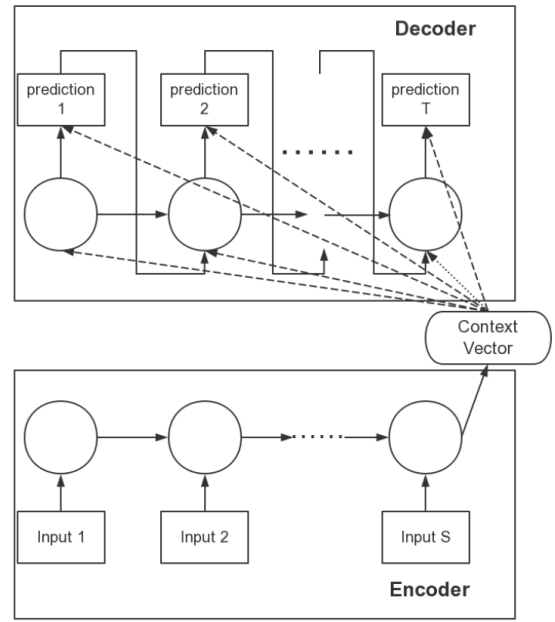 Decoder
prediction
1
prediction
2
prediction
T
Context
Vector
Input 1
Input 2
Input S
Encoder